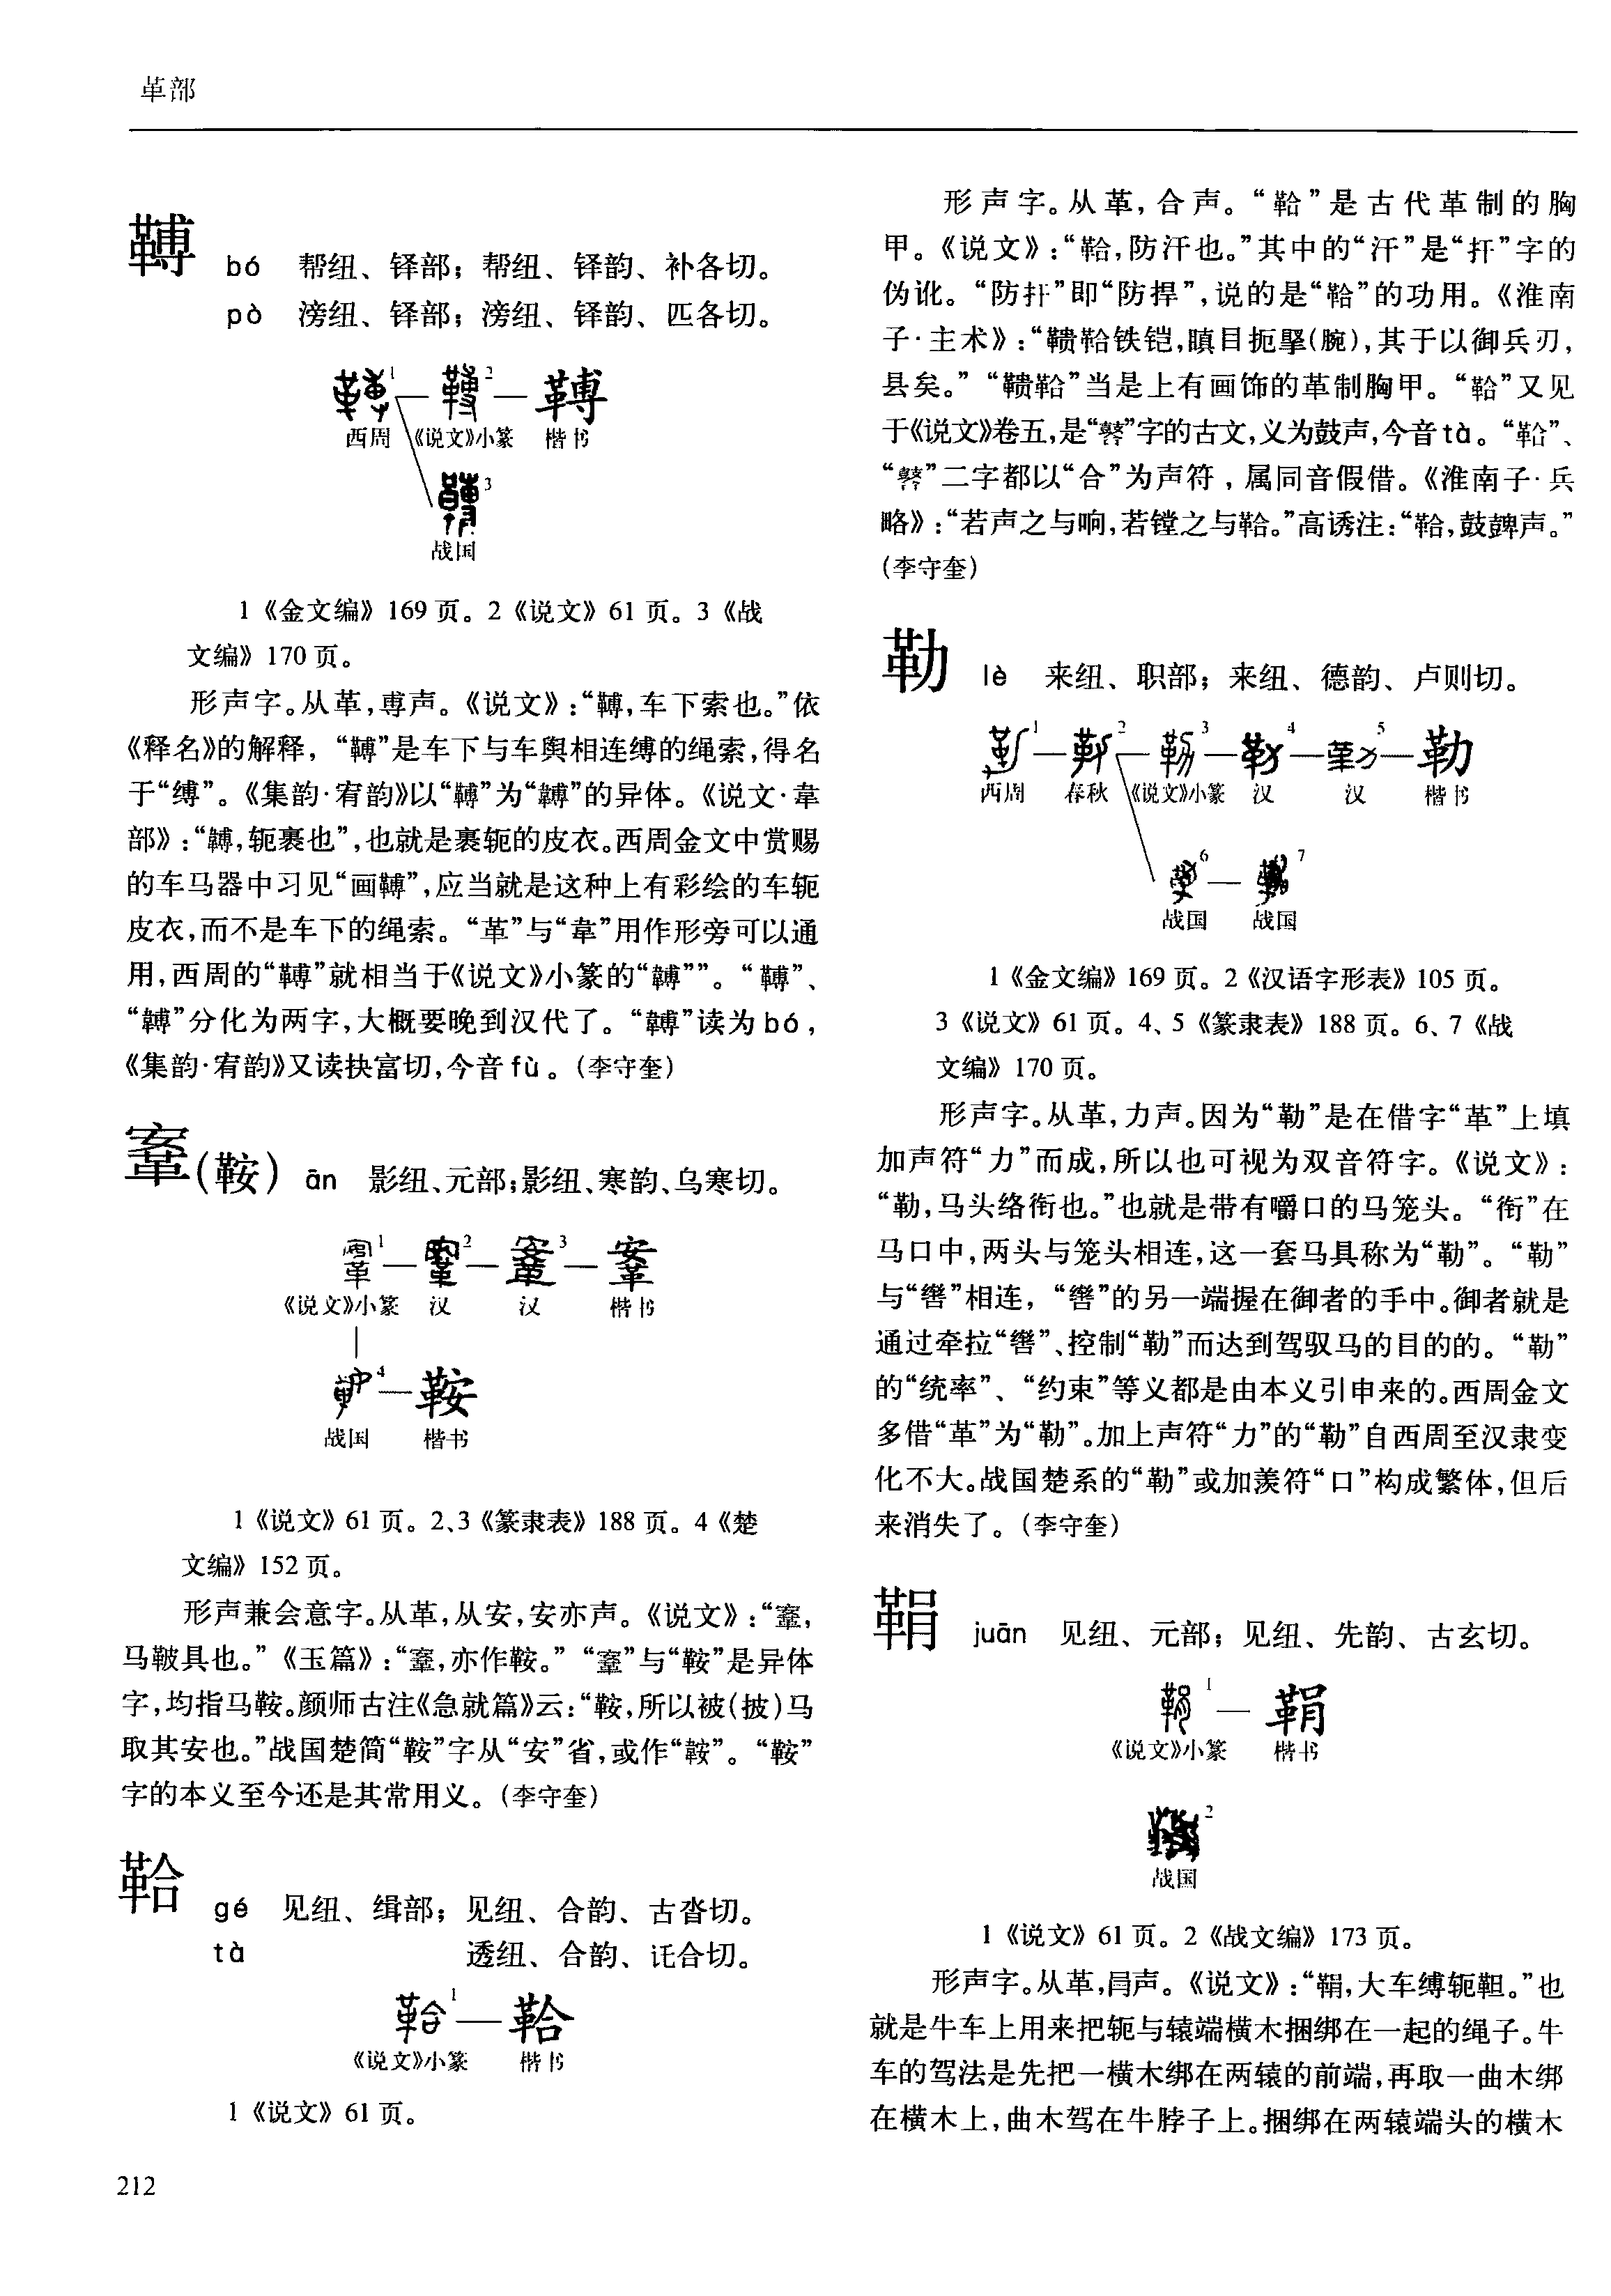 革部
鞹
bó 帮纽、铎部；帮纽、铎韵、补各切。
pò 滂纽、铎部；滂纽、铎韵、匹各切。
1 — 2 — 鞹
西周 《说文》小篆 楷书
3
战国
1《金文编》169页。2《说文》61页。3《战
文编》170页。
形声字。从革，尃声。《说文》：“䩸，车下索也。”依
《释名》的解释，“䩸”是车下与车舆相连缚的绳索，得名
于“缚”。《集韵·宥韵》以“䩸”为“䪙”的异体。《说文·韋
部》：“䪙，轭裹也”，也就是裹轭的皮衣。西周金文中赏赐
的车马器中习见“画䩸”，应当就是这种上有彩绘的车轭
皮衣，而不是车下的绳索。“革”与“韋”用作形旁可以通
用，西周的“䩸”就相当于《说文》小篆的“䪙””。“䩸”、
“䪙”分化为两字，大概要晚到汉代了。“䪙”读为bó，
《集韵·宥韵》又读抉富切，今音fù。（李守奎）
鞌（鞍） ān 影纽、元部；影纽、寒韵、乌寒切。
1 — 2 — 3 — 鞌
《说文》小篆 汉 汉 楷书
4 — 鞍
战国 楷书
1《说文》61页。2、3《篆隶表》188页。4《楚
文编》152页。
形声兼会意字。从革，从安，安亦声。《说文》：“鞌，
马鞁具也。”《玉篇》：“鞌，亦作鞍。”“鞌”与“鞍”是异体
字，均指马鞍。颜师古注《急就篇》云：“鞍，所以被（披）马
取其安也。”战国楚简“鞍”字从“安”省，或作“鞍”。“鞍”
字的本义至今还是其常用义。（李守奎）
鞈
gé 见纽、缉部；见纽、合韵、古沓切。
tà 透纽、合韵、讬合切。
1 — 鞈
《说文》小篆 楷书
1《说文》61页。
212
形声字。从革，合声。“鞈”是古代革制的胸
甲。《说文》：“鞈，防汗也。”其中的“汗”是“扞”字的
伪讹。“防扞”即“防捍”，说的是“鞈”的功用。《淮南
子·主术》：“鞼鞈铁铠，瞋目扼掔（腕），其于以御兵刃，
县矣。”“鞼鞈”当是上有画饰的革制胸甲。“鞈”又见
于《说文》卷五，是“鼛”字的古文，义为鼓声，今音tà。“鞈”、
“鼛”二字都以“合”为声符，属同音假借。《淮南子·兵
略》：“若声之与响，若镗之与鞈。”高诱注：“鞈，鼓鼙声。”
（李守奎）
勒 lè 来纽、职部；来纽、德韵、卢则切。
1 — 2 — 3 — 4 — 5 — 勒
西周 春秋 《说文》小篆 汉 汉 楷书
6 — 7
战国 战国
1《金文编》169页。2《汉语字形表》105页。
3《说文》61页。4、5《篆隶表》188页。6、7《战
文编》170页。
形声字。从革，力声。因为“勒”是在借字“革”上填
加声符“力”而成，所以也可视为双音符字。《说文》：
“勒，马头络衔也。”也就是带有嚼口的马笼头。“衔”在
马口中，两头与笼头相连，这一套马具称为“勒”。“勒”
与“辔”相连，“辔”的另一端握在御者的手中。御者就是
通过牵拉“辔”、控制“勒”而达到驾驭马的目的的。“勒”
的“统率”、“约束”等义都是由本义引申来的。西周金文
多借“革”为“勒”。加上声符“力”的“勒”自西周至汉隶变
化不大。战国楚系的“勒”或加羡符“口”构成繁体，但后
来消失了。（李守奎）
鞙 juān 见纽、元部；见纽、先韵、古玄切。
1 — 鞙
《说文》小篆 楷书
2
战国
1《说文》61页。2《战文编》173页。
形声字。从革，肙声。《说文》：“鞙，大车缚轭靼。”也
就是牛车上用来把轭与辕端横木捆绑在一起的绳子。牛
车的驾法是先把一横木绑在两辕的前端，再取一曲木绑
在横木上，曲木驾在牛脖子上。捆绑在两辕端头的横木